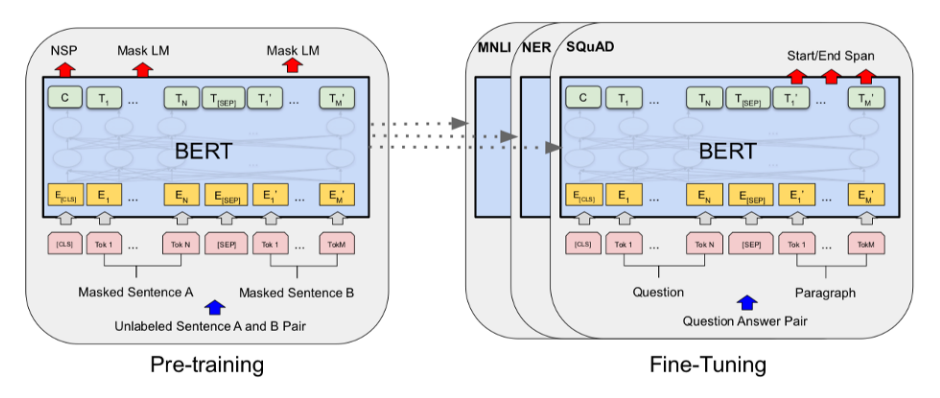 NSP Mask LM Mask LM
C T1 ... TN T[SEP] T1' ... TM'
BERT
E[CLS] E1 ... EN E[SEP] E1' ... EM'
[CLS] Tok 1 ... Tok N [SEP] Tok 1 ... TokM
Masked Sentence A Masked Sentence B
Unlabeled Sentence A and B Pair
Pre-training
MNLI NER SQuAD
Start/End Span
C T1 ... TN T[SEP] T1' ... TM'
BERT
E[CLS] E1 ... EN E[SEP] E1' ... EM'
[CLS] Tok 1 ... Tok N [SEP] Tok 1 ... TokM
Question Paragraph
Question Answer Pair
Fine-Tuning